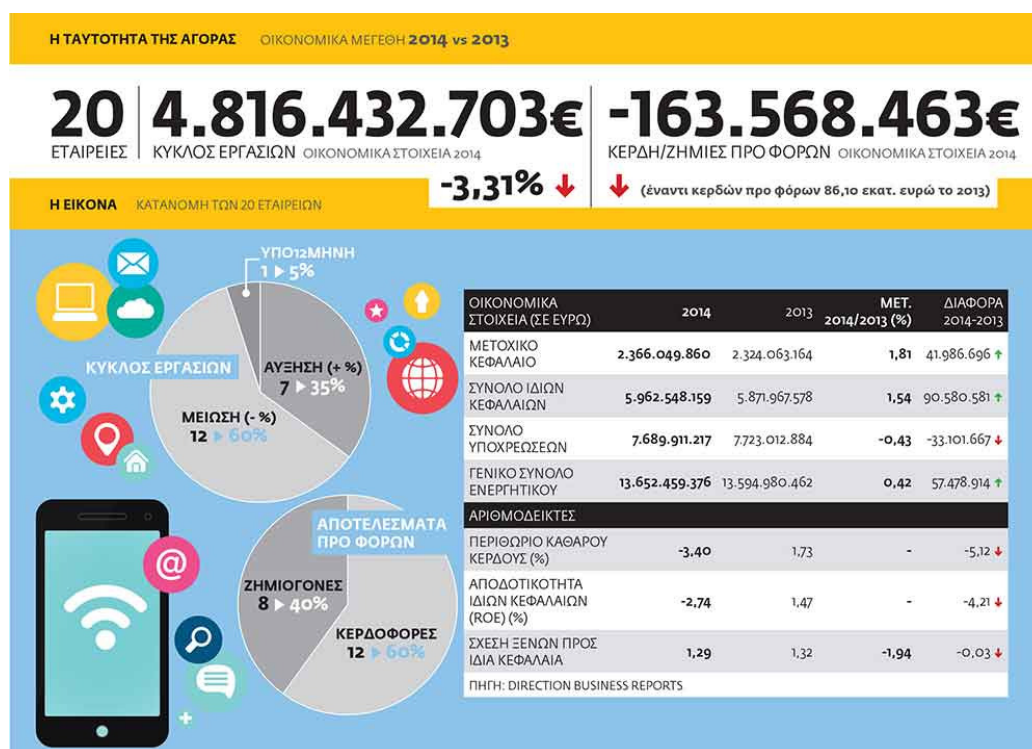 Η ΤΑΥΤΟΤΗΤΑ ΤΗΣ ΑΓΟΡΑΣ ΟΙΚΟΝΟΜΙΚΑ ΜΕΓΕΘΗ 2014 vs 2013
20 4.816.432.703€ -163.568.463€
ΕΤΑΙΡΕΙΕΣ ΚΥΚΛΟΣ ΕΡΓΑΣΙΩΝ ΟΙΚΟΝΟΜΙΚΑ ΣΤΟΙΧΕΙΑ 2014 ΚΕΡΔΗ/ΖΗΜΙΕΣ ΠΡΟ ΦΟΡΩΝ ΟΙΚΟΝΟΜΙΚΑ ΣΤΟΙΧΕΙΑ 2014
-3,31% (έναντι κερδών προ φόρων 86,10 εκατ. ευρώ το 2013)
Η ΕΙΚΟΝΑ ΚΑΤΑΝΟΜΗ ΤΩΝ 20 ΕΤΑΙΡΕΙΩΝ
ΥΠΟ12ΜΗΝΗ
1 ▶ 5%
ΚΥΚΛΟΣ ΕΡΓΑΣΙΩΝ
ΑΥΞΗΣΗ (+ %)
7 ▶ 35%
ΜΕΙΩΣΗ (- %)
12 ▶ 60%
ΑΠΟΤΕΛΕΣΜΑΤΑ
ΠΡΟ ΦΟΡΩΝ
ΖΗΜΙΟΓΟΝΕΣ
8 ▶ 40%
ΚΕΡΔΟΦΟΡΕΣ
12 ▶ 60%
@
ΟΙΚΟΝΟΜΙΚΑ ΜΕΤ. ΔΙΑΦΟΡΑ
ΣΤΟΙΧΕΙΑ (ΣΕ ΕΥΡΩ) 2014 2013 2014/2013 (%) 2014-2013
ΜΕΤΟΧΙΚΟ
ΚΕΦΑΛΑΙΟ 2.366.049.860 2.324.063.164 1,81 41.986.696
ΣΥΝΟΛΟ ΙΔΙΩΝ
ΚΕΦΑΛΑΙΩΝ 5.962.548.159 5.871.967.578 1,54 90.580.581
ΣΥΝΟΛΟ
ΥΠΟΧΡΕΩΣΕΩΝ 7.689.911.217 7.723.012.884 -0,43 -33.101.667
ΓΕΝΙΚΟ ΣΥΝΟΛΟ
ΕΝΕΡΓΗΤΙΚΟΥ 13.652.459.376 13.594.980.462 0,42 57.478.914
ΑΡΙΘΜΟΔΕΙΚΤΕΣ
ΠΕΡΙΘΩΡΙΟ ΚΑΘΑΡΟΥ
ΚΕΡΔΟΥΣ (%) -3,40 1,73 - -5,12
ΑΠΟΔΟΤΙΚΟΤΗΤΑ
ΙΔΙΩΝ ΚΕΦΑΛΑΙΩΝ
(ROE) (%) -2,74 1,47 - -4,21
ΣΧΕΣΗ ΞΕΝΩΝ ΠΡΟΣ
ΙΔΙΑ ΚΕΦΑΛΑΙΑ 1,29 1,32 -1,94 -0,03
ΠΗΓΗ: DIRECTION BUSINESS REPORTS